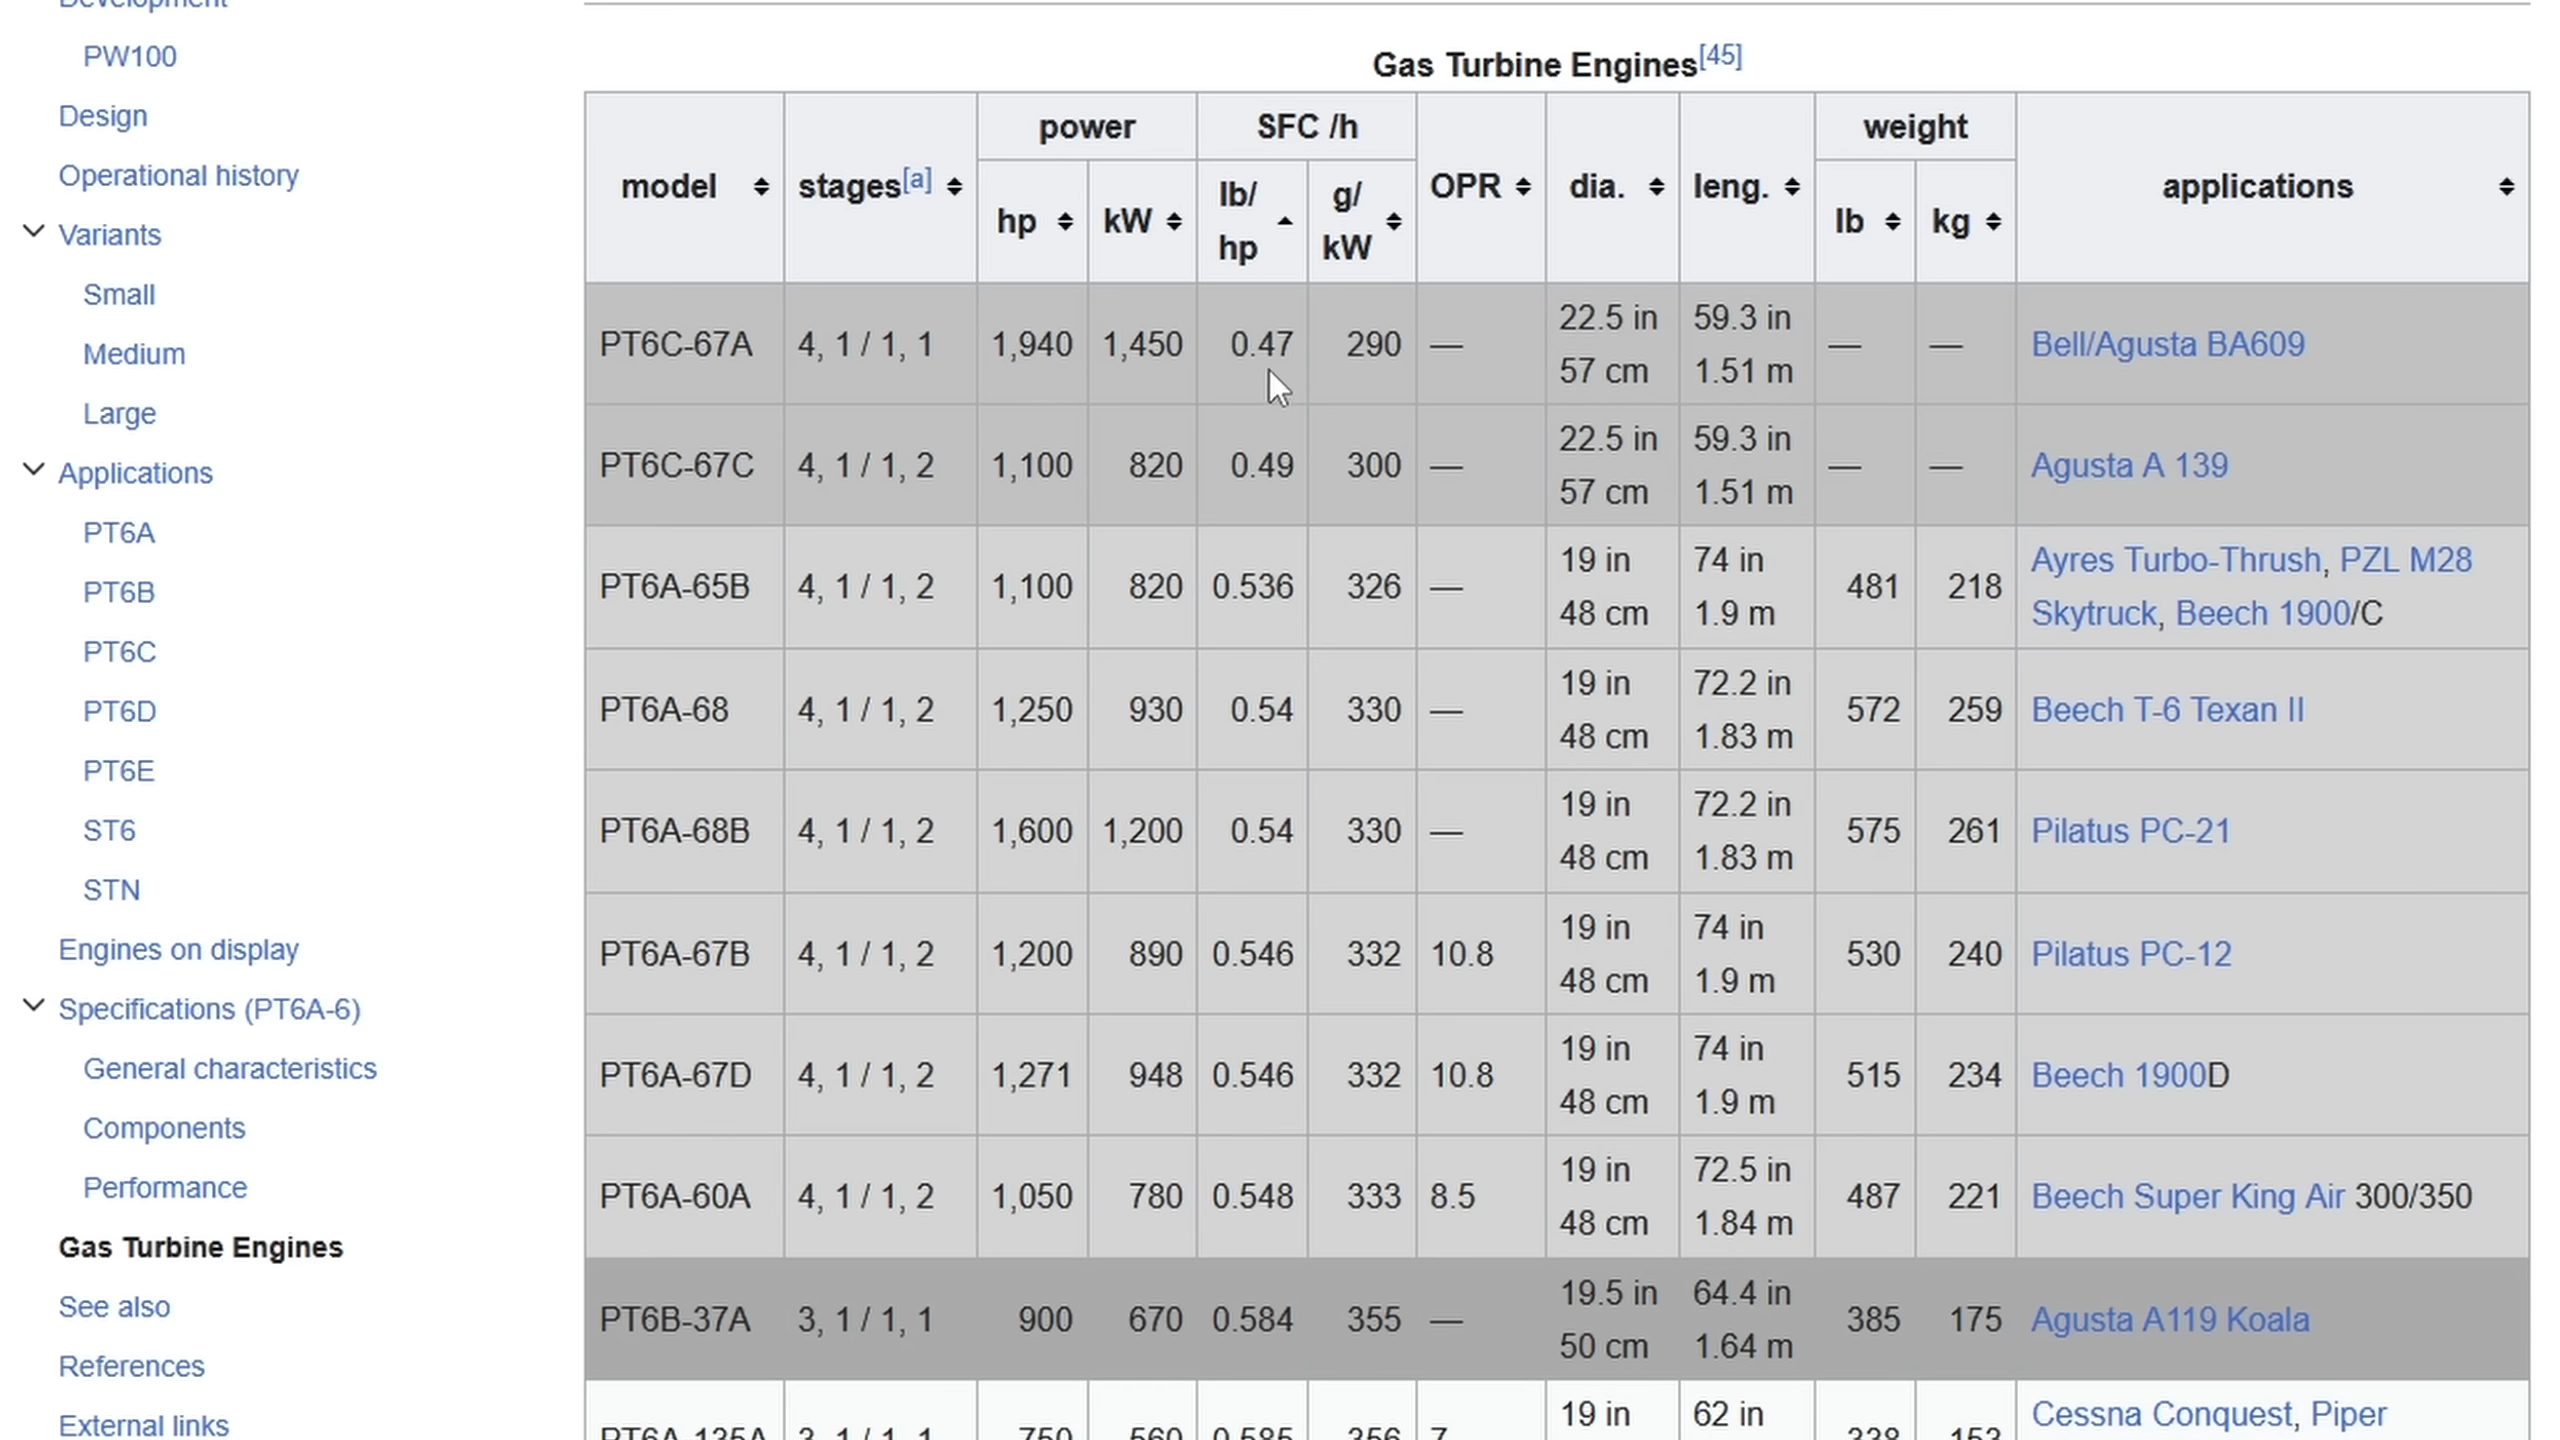 Development
PW100
Design
Operational history
Variants
Small
Medium
Large
Applications
PT6A
PT6B
PT6C
PT6D
PT6E
ST6
STN
Engines on display
Specifications (PT6A-6)
General characteristics
Components
Performance
Gas Turbine Engines
See also
References
External links
Gas Turbine Engines[45]
model stages[a] power SFC /h OPR dia. leng. weight applications
hp kW lb/hp g/kW lb kg
PT6C-67A 4, 1 / 1, 1 1,940 1,450 0.47 290 — 22.5 in 57 cm 59.3 in 1.51 m — — Bell/Agusta BA609
PT6C-67C 4, 1 / 1, 2 1,100 820 0.49 300 — 22.5 in 57 cm 59.3 in 1.51 m — — Agusta A 139
PT6A-65B 4, 1 / 1, 2 1,100 820 0.536 326 — 19 in 48 cm 74 in 1.9 m 481 218 Ayres Turbo-Thrush, PZL M28 Skytruck, Beech 1900/C
PT6A-68 4, 1 / 1, 2 1,250 930 0.54 330 — 19 in 48 cm 72.2 in 1.83 m 572 259 Beech T-6 Texan II
PT6A-68B 4, 1 / 1, 2 1,600 1,200 0.54 330 — 19 in 48 cm 72.2 in 1.83 m 575 261 Pilatus PC-21
PT6A-67B 4, 1 / 1, 2 1,200 890 0.546 332 10.8 19 in 48 cm 74 in 1.9 m 530 240 Pilatus PC-12
PT6A-67D 4, 1 / 1, 2 1,271 948 0.546 332 10.8 19 in 48 cm 74 in 1.9 m 515 234 Beech 1900D
PT6A-60A 4, 1 / 1, 2 1,050 780 0.548 333 8.5 19 in 48 cm 72.5 in 1.84 m 487 221 Beech Super King Air 300/350
PT6B-37A 3, 1 / 1, 1 900 670 0.584 355 — 19.5 in 50 cm 64.4 in 1.64 m 385 175 Agusta A119 Koala
PT6A-135A 3, 1 / 1, 1 750 560 0.585 356 7 19 in 62 in 338 153 Cessna Conquest, Piper